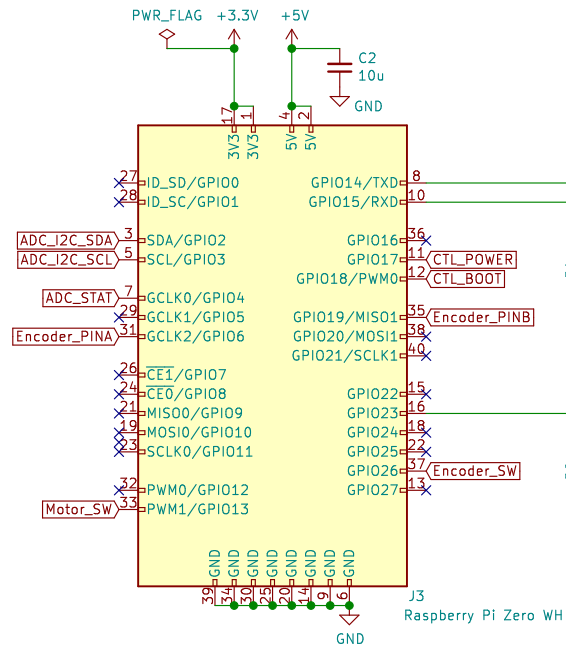 PWR_FLAG +3.3V +5V
C2
10u
GND
17 1 4 2
3V3 3V3 5V 5V
27 ID_SD/GPIO0 GPIO14/TXD 8
28 ID_SC/GPIO1 GPIO15/RXD 10
ADC_I2C_SDA 3 SDA/GPIO2 GPIO16 36
ADC_I2C_SCL 5 SCL/GPIO3 GPIO17 11 CTL_POWER
GPIO18/PWM0 12 CTL_BOOT
ADC_STAT 7 GCLK0/GPIO4
29 GCLK1/GPIO5 GPIO19/MISO1 35 Encoder_PINB
Encoder_PINA 31 GCLK2/GPIO6 GPIO20/MOSI1 38
GPIO21/SCLK1 40
26 CE1/GPIO7
24 CE0/GPIO8 GPIO22 15
21 MISO0/GPIO9 GPIO23 16
19 MOSI0/GPIO10 GPIO24 18
23 SCLK0/GPIO11 GPIO25 22
GPIO26 37 Encoder_SW
32 PWM0/GPIO12 GPIO27 13
Motor_SW 33 PWM1/GPIO13
GND GND GND GND GND GND GND GND
39 34 30 25 20 14 9 6
J3
Raspberry Pi Zero WH
GND